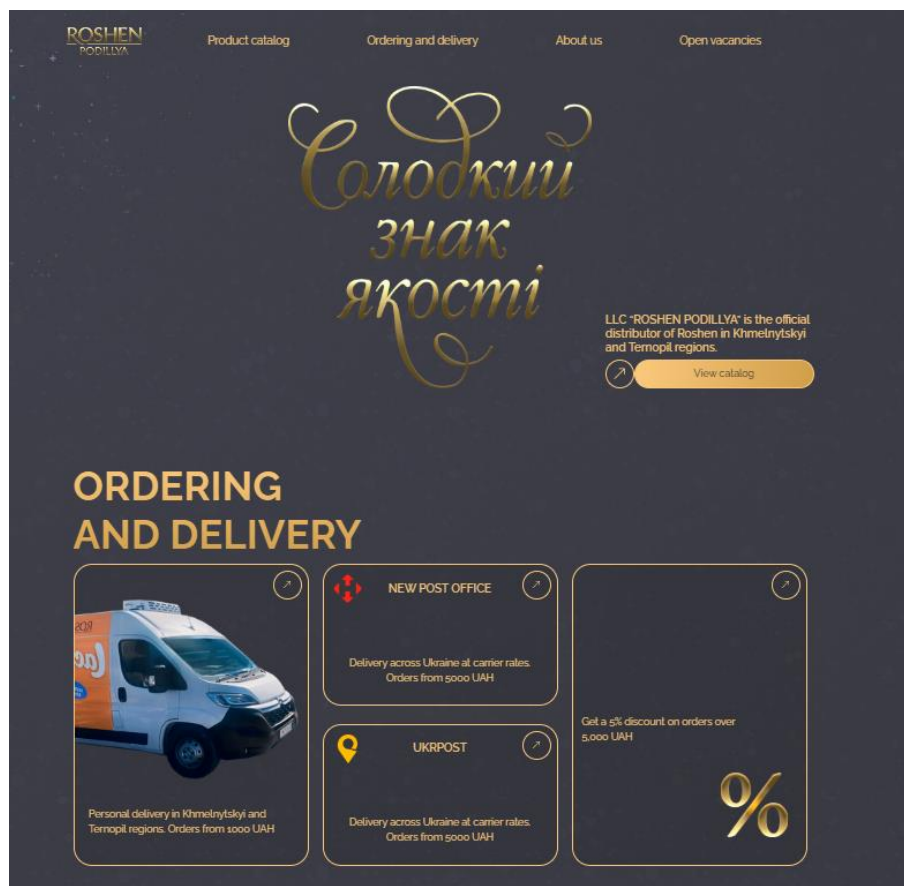 ROSHEN
PODILLYA
Product catalog
Ordering and delivery
About us
Open vacancies
Солодкий
знак
якості
LLC "ROSHEN PODILLYA" is the official
distributor of Roshen in Khmelnytskyi
and Ternopil regions.
View catalog
ORDERING
AND DELIVERY
Personal delivery in Khmelnytskyi and
Ternopil regions. Orders from 1000 UAH
NEW POST OFFICE
Delivery across Ukraine at carrier rates.
Orders from 5000 UAH
UKRPOST
Delivery across Ukraine at carrier rates.
Orders from 5000 UAH
Get a 5% discount on orders over
5,000 UAH
%